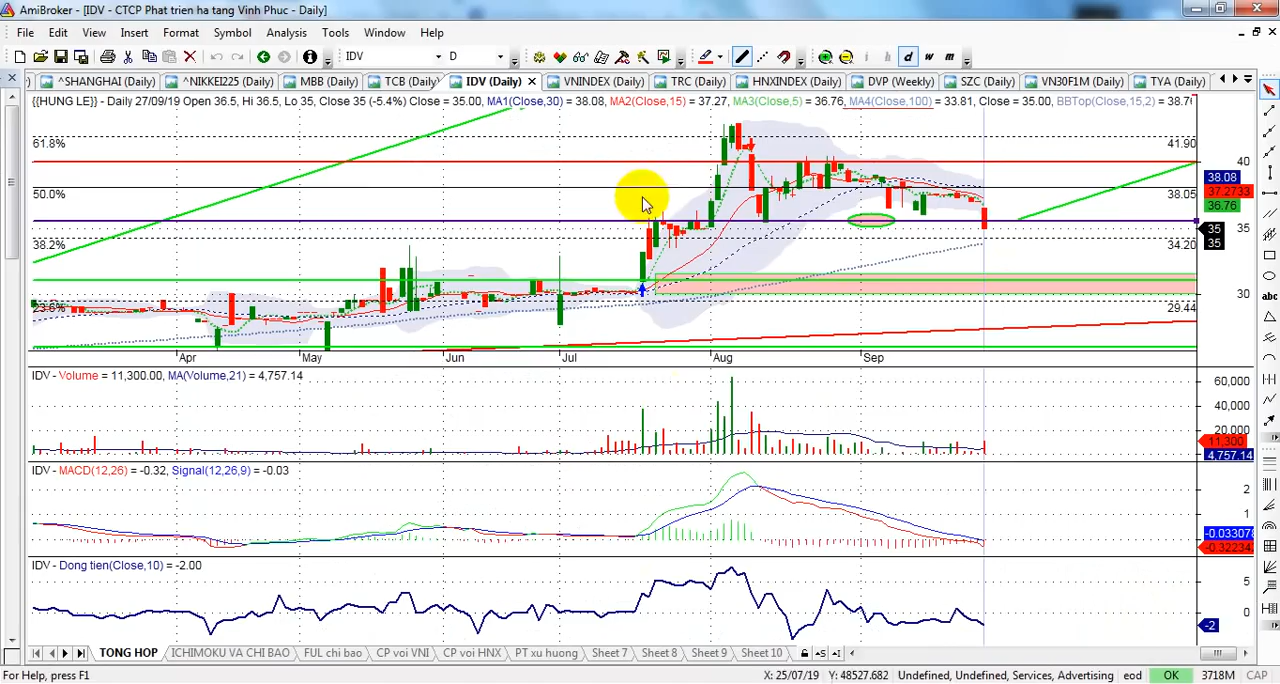 AmiBroker - [IDV - CTCP Phat trien ha tang Vinh Phuc - Daily]
File Edit View Insert Format Symbol Analysis Tools Window Help
IDV D i h d w m
^SHANGHAI (Daily) ^NIKKEI225 (Daily) MBB (Daily) TCB (Daily) IDV (Daily) VNINDEX (Daily) TRC (Daily) HNXINDEX (Daily) DVP (Weekly) SZC (Daily) VN30F1M (Daily) TYA (Daily)
{{HUNG LE}} - Daily 27/09/19 Open 36.5, Hi 36.5, Lo 35, Close 35 (-5.4%) Close = 35.00, MA1(Close,30) = 38.08, MA2(Close,15) = 37.27, MA3(Close,5) = 36.76, MA4(Close,100) = 33.81, Close = 35.00, BBTop(Close,15,2) = 38.7
61.8% 41.90
40
38.08
50.0% 38.05 37.2733
36.76
35
35
38.2% 34.20 35
abc
30
23.6% 29.44
Apr May Jun Jul Aug Sep
IDV - Volume = 11,300.00, MA(Volume,21) = 4,757.14
60,000
40,000
20,000
11,300
4,757.14
IDV - MACD(12,26) = -0.32, Signal(12,26,9) = -0.03
2
1
-0.033078
-0.32234
IDV - Dong tien(Close,10) = -2.00
5
0
-2
TONG HOP ICHIMOKU VA CHI BAO FUL chi bao CP voi VNI CP voi HNX PT xu huong Sheet 7 Sheet 8 Sheet 9 Sheet 10
For Help, press F1 X: 25/07/19 Y: 48527.682 Undefined, Undefined, Services, Advertising eod OK 3718M CAP